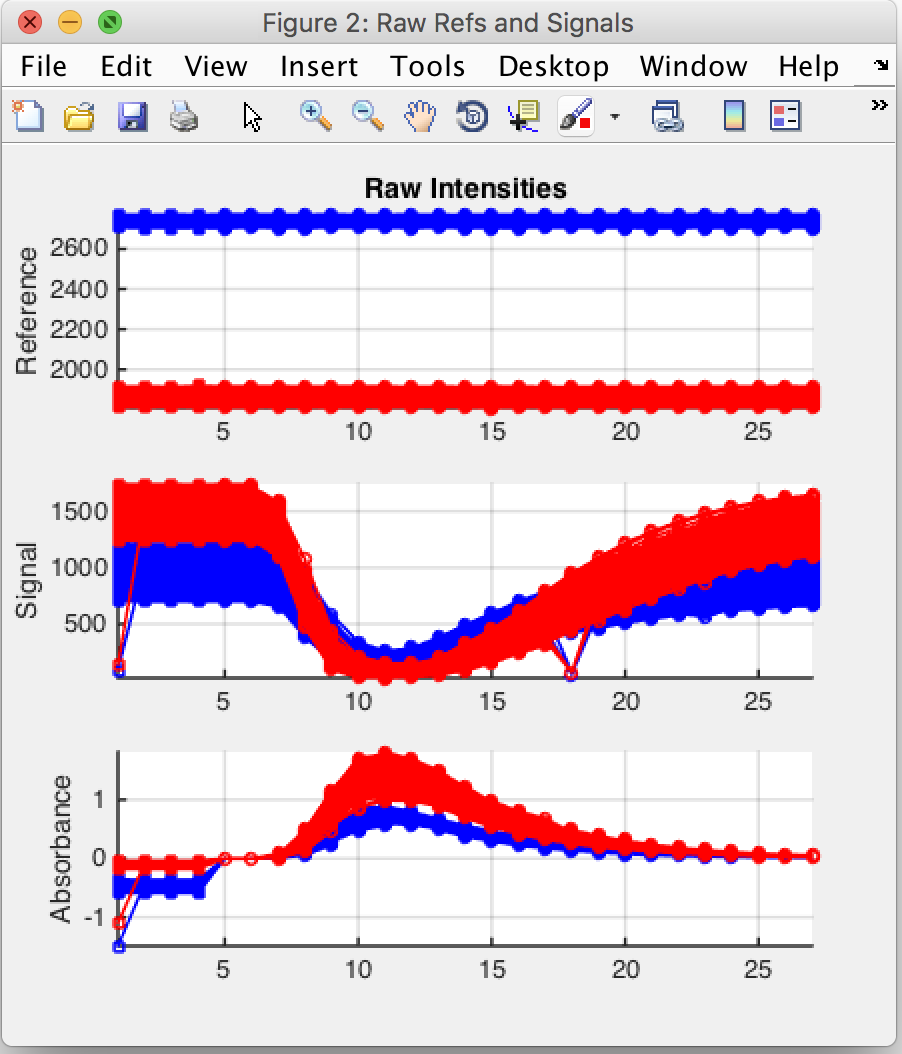 Figure 2: Raw Refs and Signals
File Edit View Insert Tools Desktop Window Help
Raw Intensities
Reference
2600
2400
2200
2000
5 10 15 20 25
Signal
1500
1000
500
5 10 15 20 25
Absorbance
1
0
-1
5 10 15 20 25